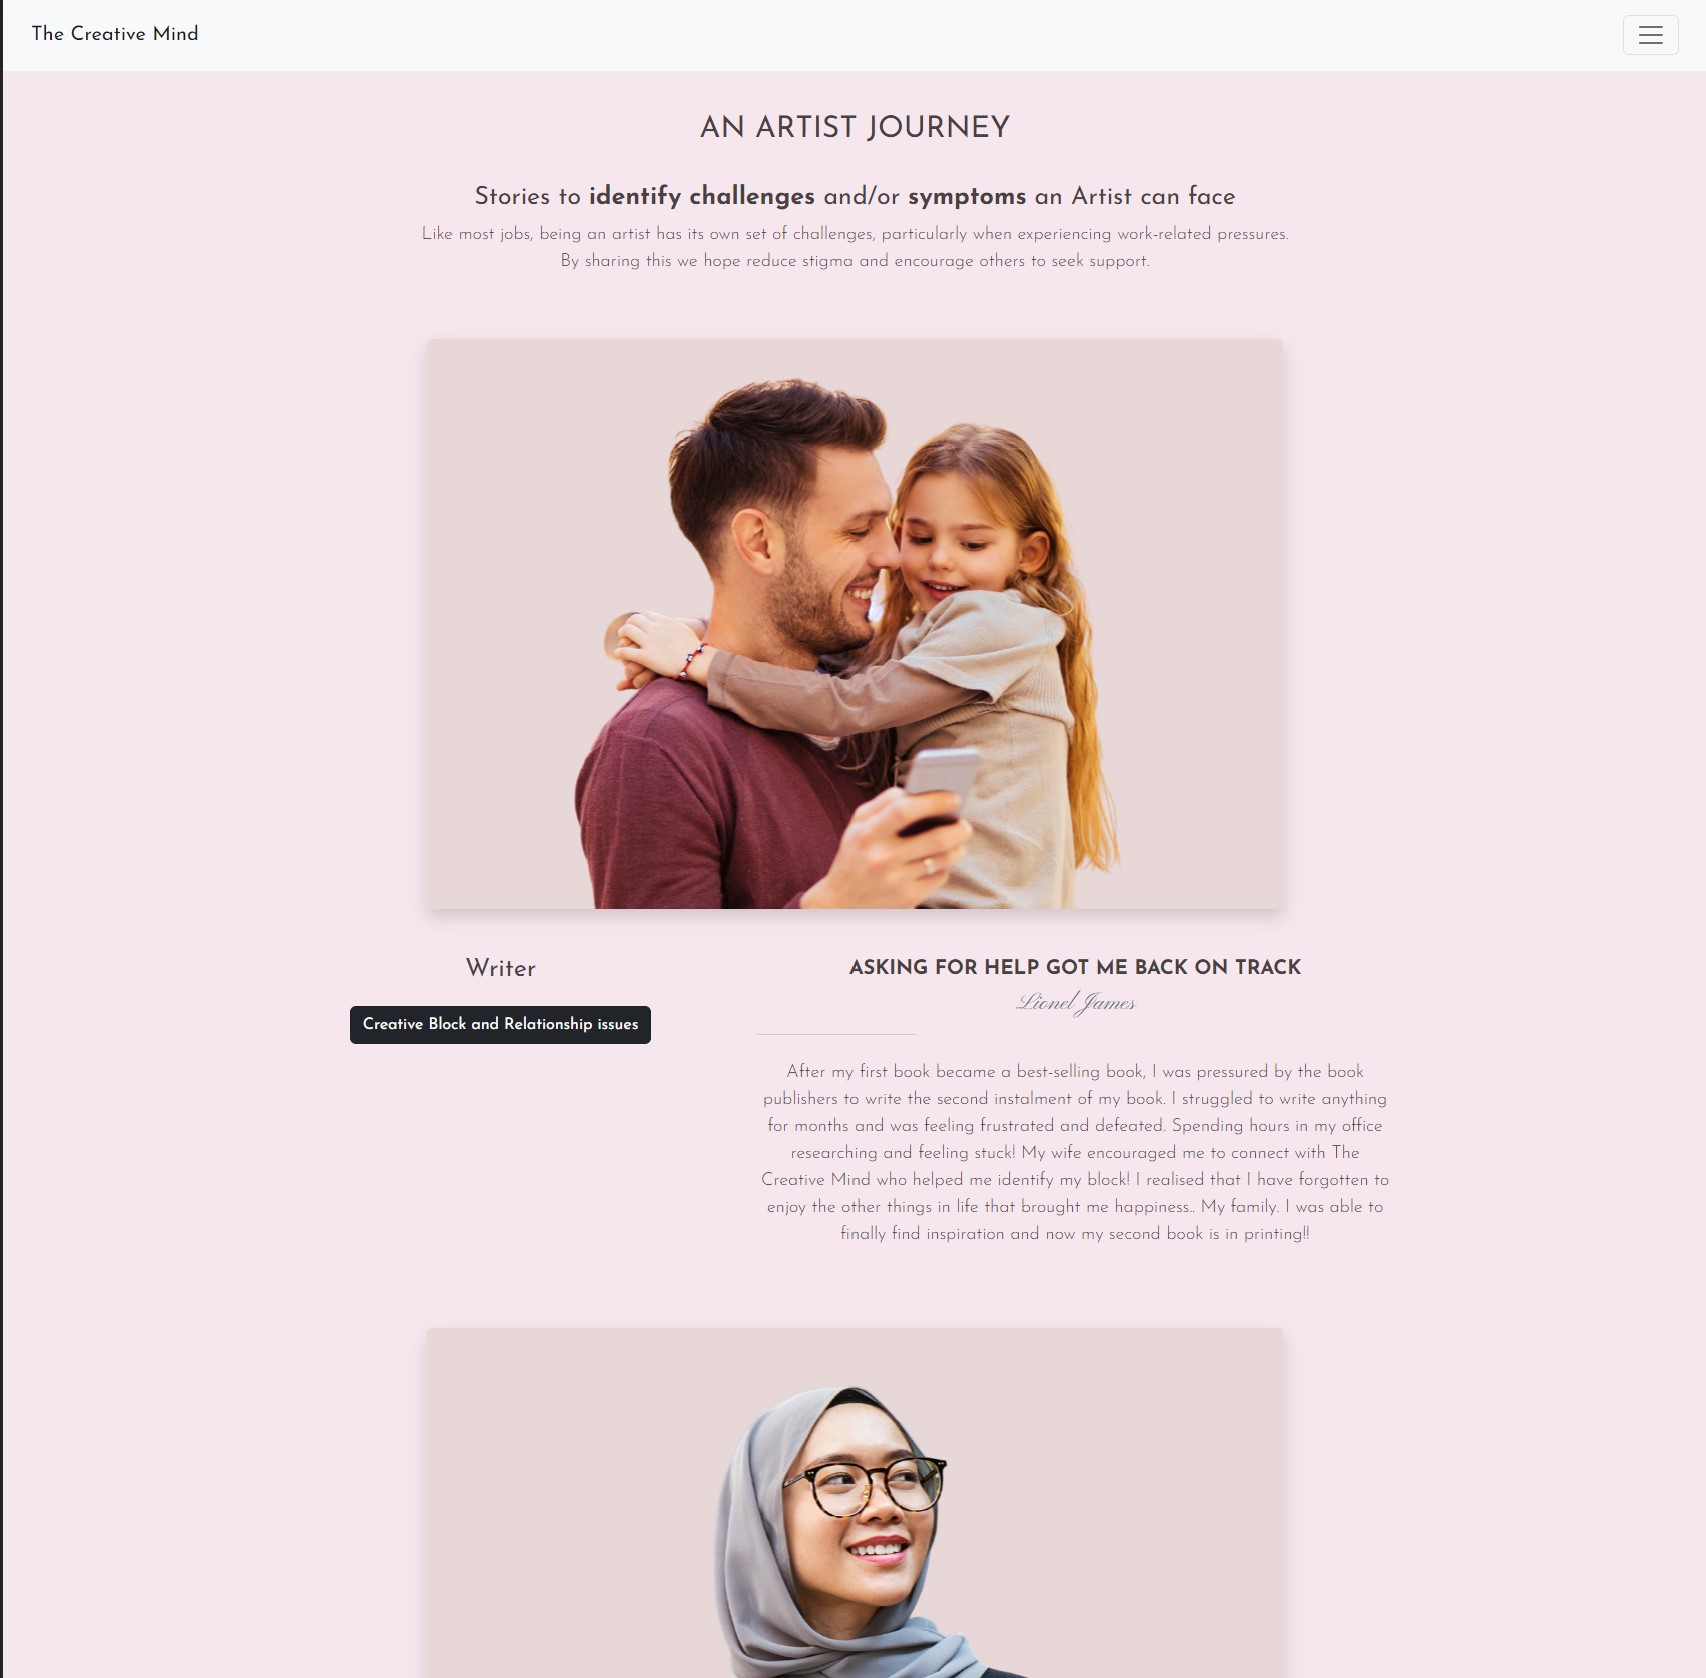 The Creative Mind
AN ARTIST JOURNEY
Stories to identify challenges and/or symptoms an Artist can face
Like most jobs, being an artist has its own set of challenges, particularly when experiencing work-related pressures.
By sharing this we hope reduce stigma and encourage others to seek support.
Writer
Creative Block and Relationship issues
ASKING FOR HELP GOT ME BACK ON TRACK
Lionel James
After my first book became a best-selling book, I was pressured by the book
publishers to write the second instalment of my book. I struggled to write anything
for months and was feeling frustrated and defeated. Spending hours in my office
researching and feeling stuck! My wife encouraged me to connect with The
Creative Mind who helped me identify my block! I realised that I have forgotten to
enjoy the other things in life that brought me happiness.. My family. I was able to
finally find inspiration and now my second book is in printing!!